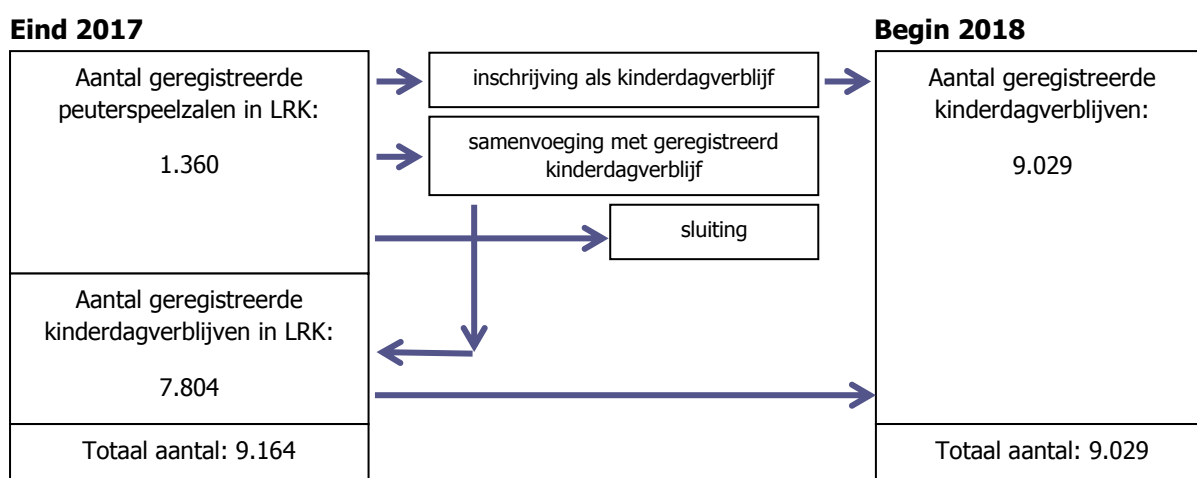 Eind 2017
Aantal geregistreerde
peuterspeelzalen in LRK:
1.360
Aantal geregistreerde
kinderdagverblijven in LRK:
7.804
Totaal aantal: 9.164
inschrijving als kinderdagverblijf
samenvoeging met geregistreerd
kinderdagverblijf
sluiting
Begin 2018
Aantal geregistreerde
kinderdagverblijven:
9.029
Totaal aantal: 9.029